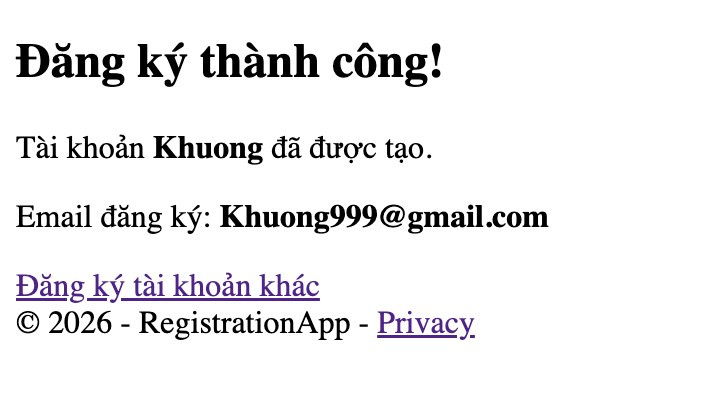 Đăng ký thành công!
Tài khoản Khuong đã được tạo.
Email đăng ký: Khuong999@gmail.com
Đăng ký tài khoản khác
© 2026 - RegistrationApp - Privacy